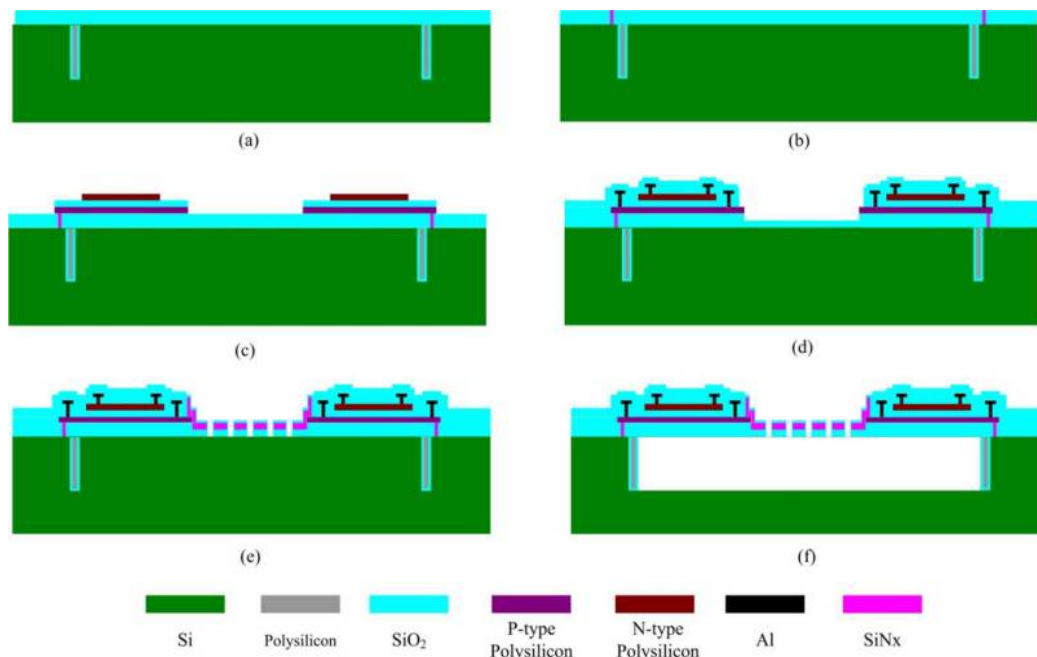 (a)
(b)
(c)
(d)
(e)
(f)
Si
Polysilicon
SiO₂
P-type
Polysilicon
N-type
Polysilicon
Al
SiNx